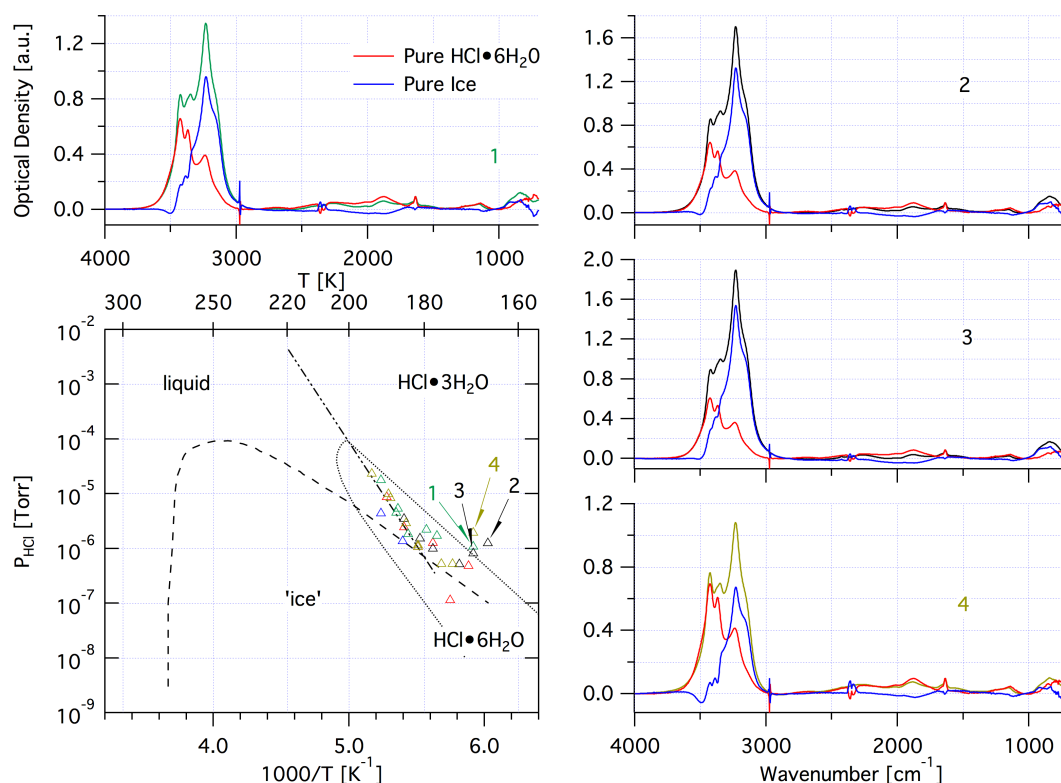 Optical Density [a.u.]
1.2
0.8
0.4
0.0
Pure HCl•6H₂O
Pure Ice
1
4000 3000 2000 1000
T [K]
300 260 240 220 200 180 160
P_HCl [Torr]
10⁻²
10⁻³
10⁻⁴
10⁻⁵
10⁻⁶
10⁻⁷
10⁻⁸
10⁻⁹
liquid
HCl•3H₂O
4
1
3
2
'ice'
HCl•6H₂O
4.0 5.0 6.0
1000/T [K⁻¹]
1.6
1.2
0.8
0.4
0.0
2
2.0
1.6
1.2
0.8
0.4
0.0
3
1.2
0.8
0.4
0.0
4
4000 3000 2000 1000
Wavenumber [cm⁻¹]